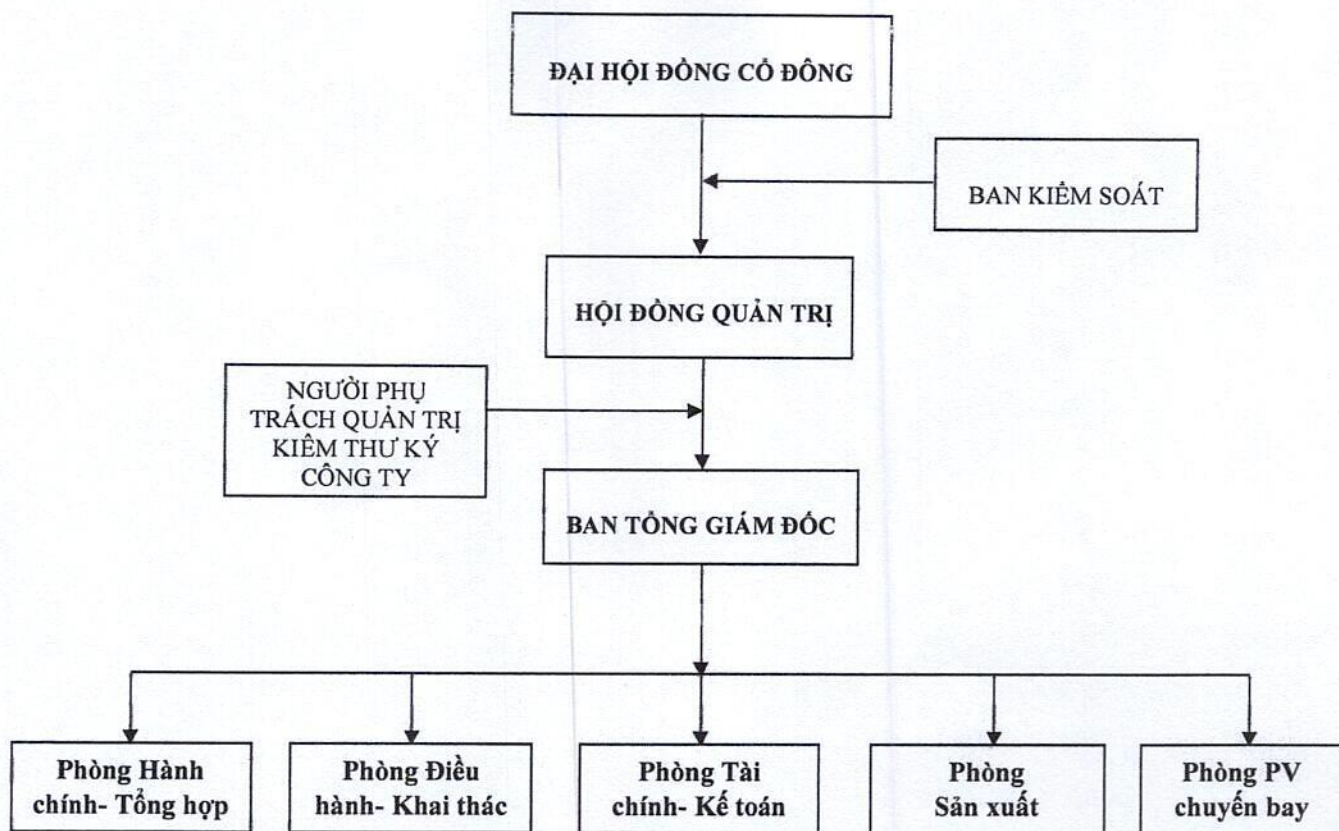 ĐẠI HỘI ĐỒNG CỔ ĐÔNG
BAN KIỂM SOÁT
HỘI ĐỒNG QUẢN TRỊ
NGƯỜI PHỤ
TRÁCH QUẢN TRỊ
KIÊM THƯ KÝ
CÔNG TY
BAN TỔNG GIÁM ĐỐC
Phòng Hành
chính- Tổng hợp
Phòng Điều
hành- Khai thác
Phòng Tài
chính- Kế toán
Phòng
Sản xuất
Phòng PV
chuyến bay